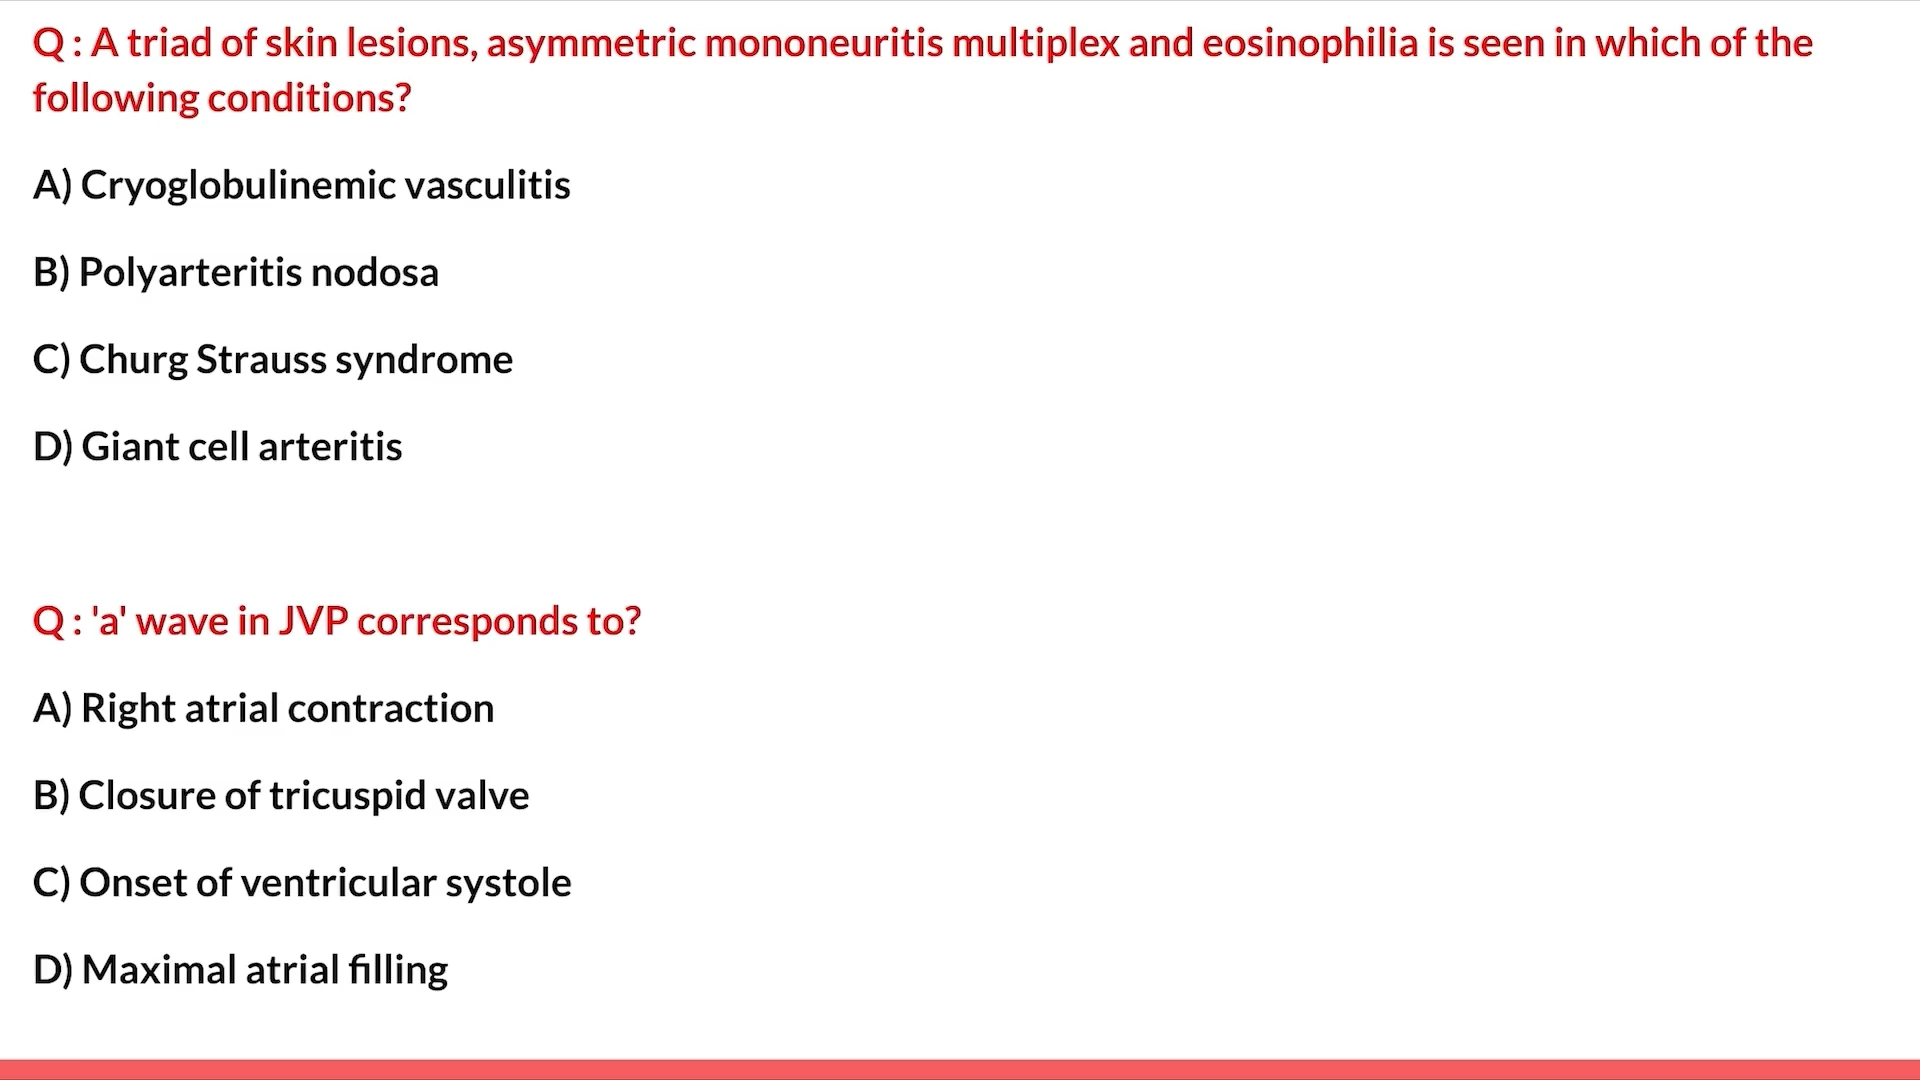 Q : A triad of skin lesions, asymmetric mononeuritis multiplex and eosinophilia is seen in which of the
following conditions?
A) Cryoglobulinemic vasculitis
B) Polyarteritis nodosa
C) Churg Strauss syndrome
D) Giant cell arteritis
Q : 'a' wave in JVP corresponds to?
A) Right atrial contraction
B) Closure of tricuspid valve
C) Onset of ventricular systole
D) Maximal atrial filling